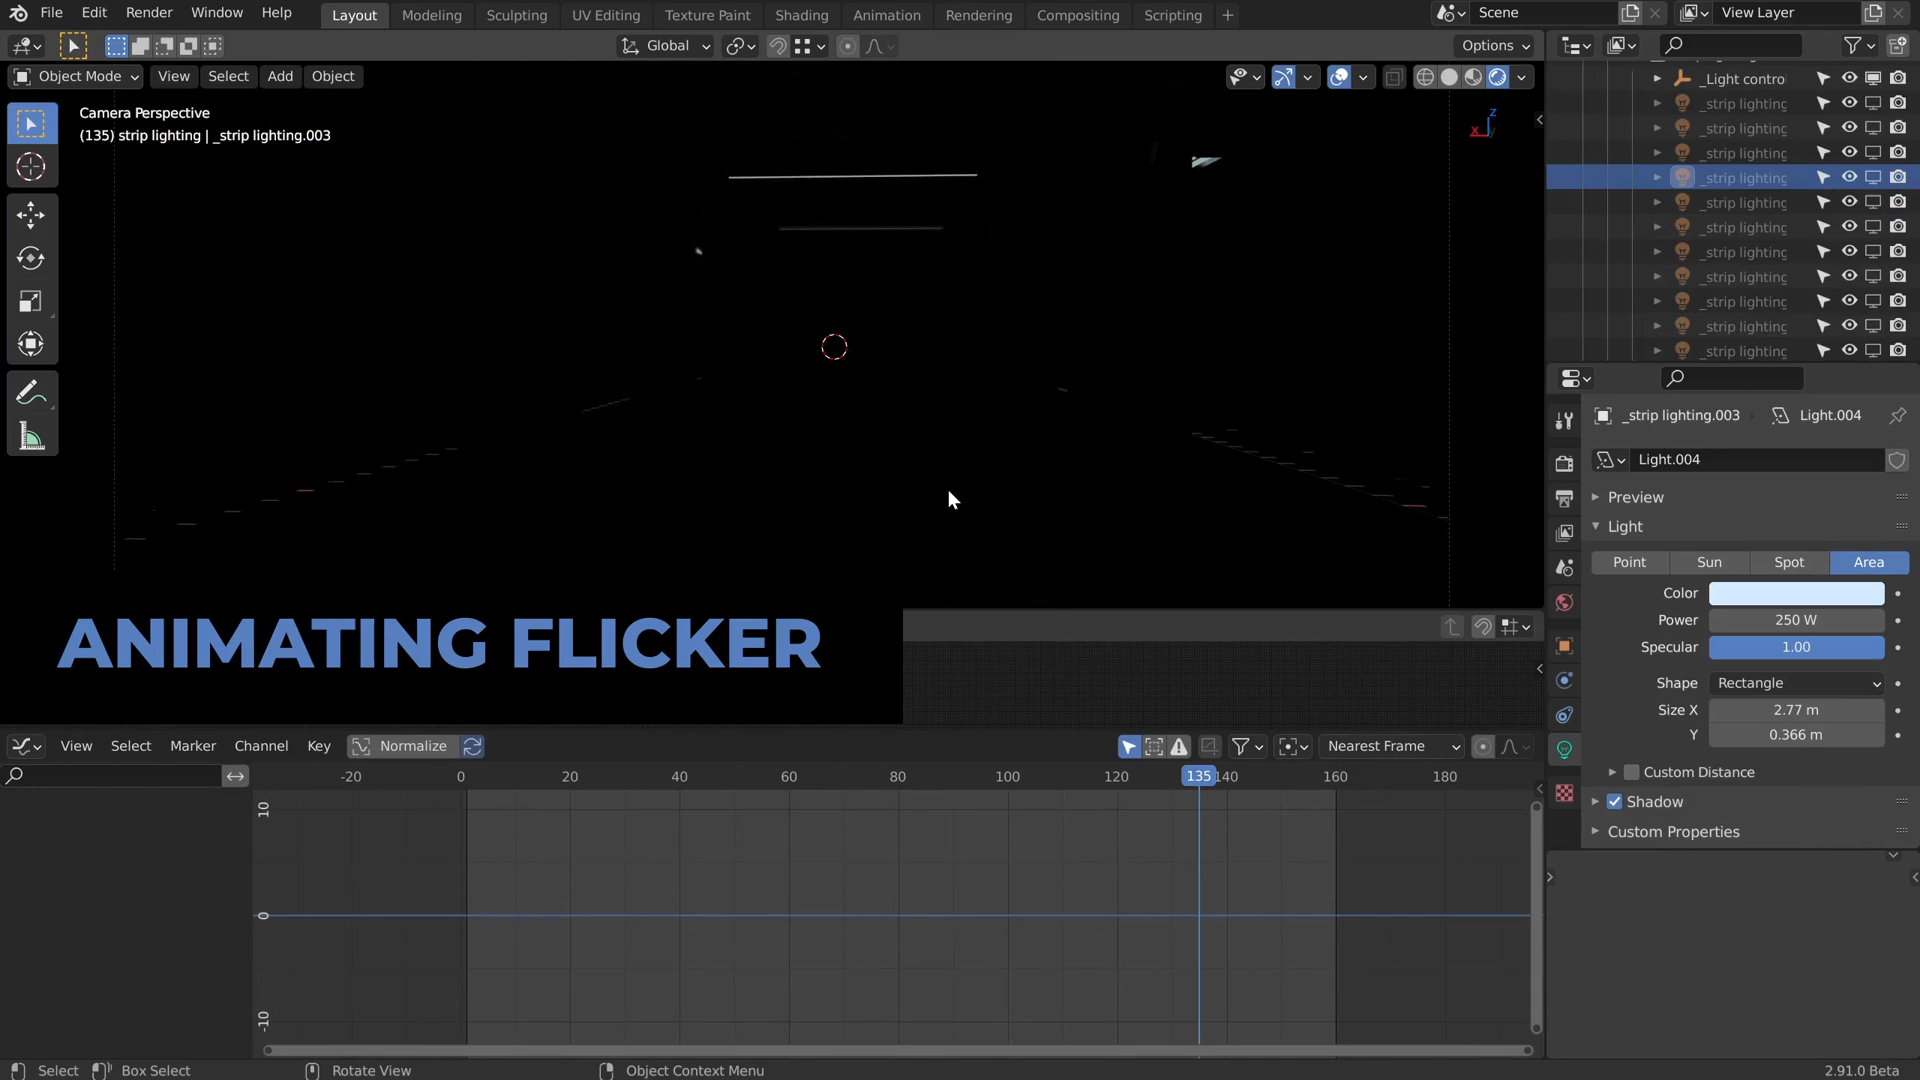 File Edit Render Window Help Layout Modeling Sculpting UV Editing Texture Paint Shading Animation Rendering Compositing Scripting + Scene View Layer
Global Options
Object Mode View Select Add Object
Camera Perspective
(135) strip lighting | _strip lighting.003
Z
X
Y
_Light control
_strip lighting
_strip lighting
_strip lighting
_strip lighting
_strip lighting
_strip lighting
_strip lighting
_strip lighting
_strip lighting
_strip lighting
_strip lighting
_strip lighting.003 Light.004
Light.004
Preview
Light
Point Sun Spot Area
Color
Power 250 W
Specular 1.00
Shape Rectangle
Size X 2.77 m
Y 0.366 m
Custom Distance
Shadow
Custom Properties
ANIMATING FLICKER
View Select Marker Channel Key Normalize Nearest Frame
-20 0 20 40 60 80 100 120 135 140 160 180
10
0
-10
Select Box Select Rotate View Object Context Menu 2.91.0 Beta